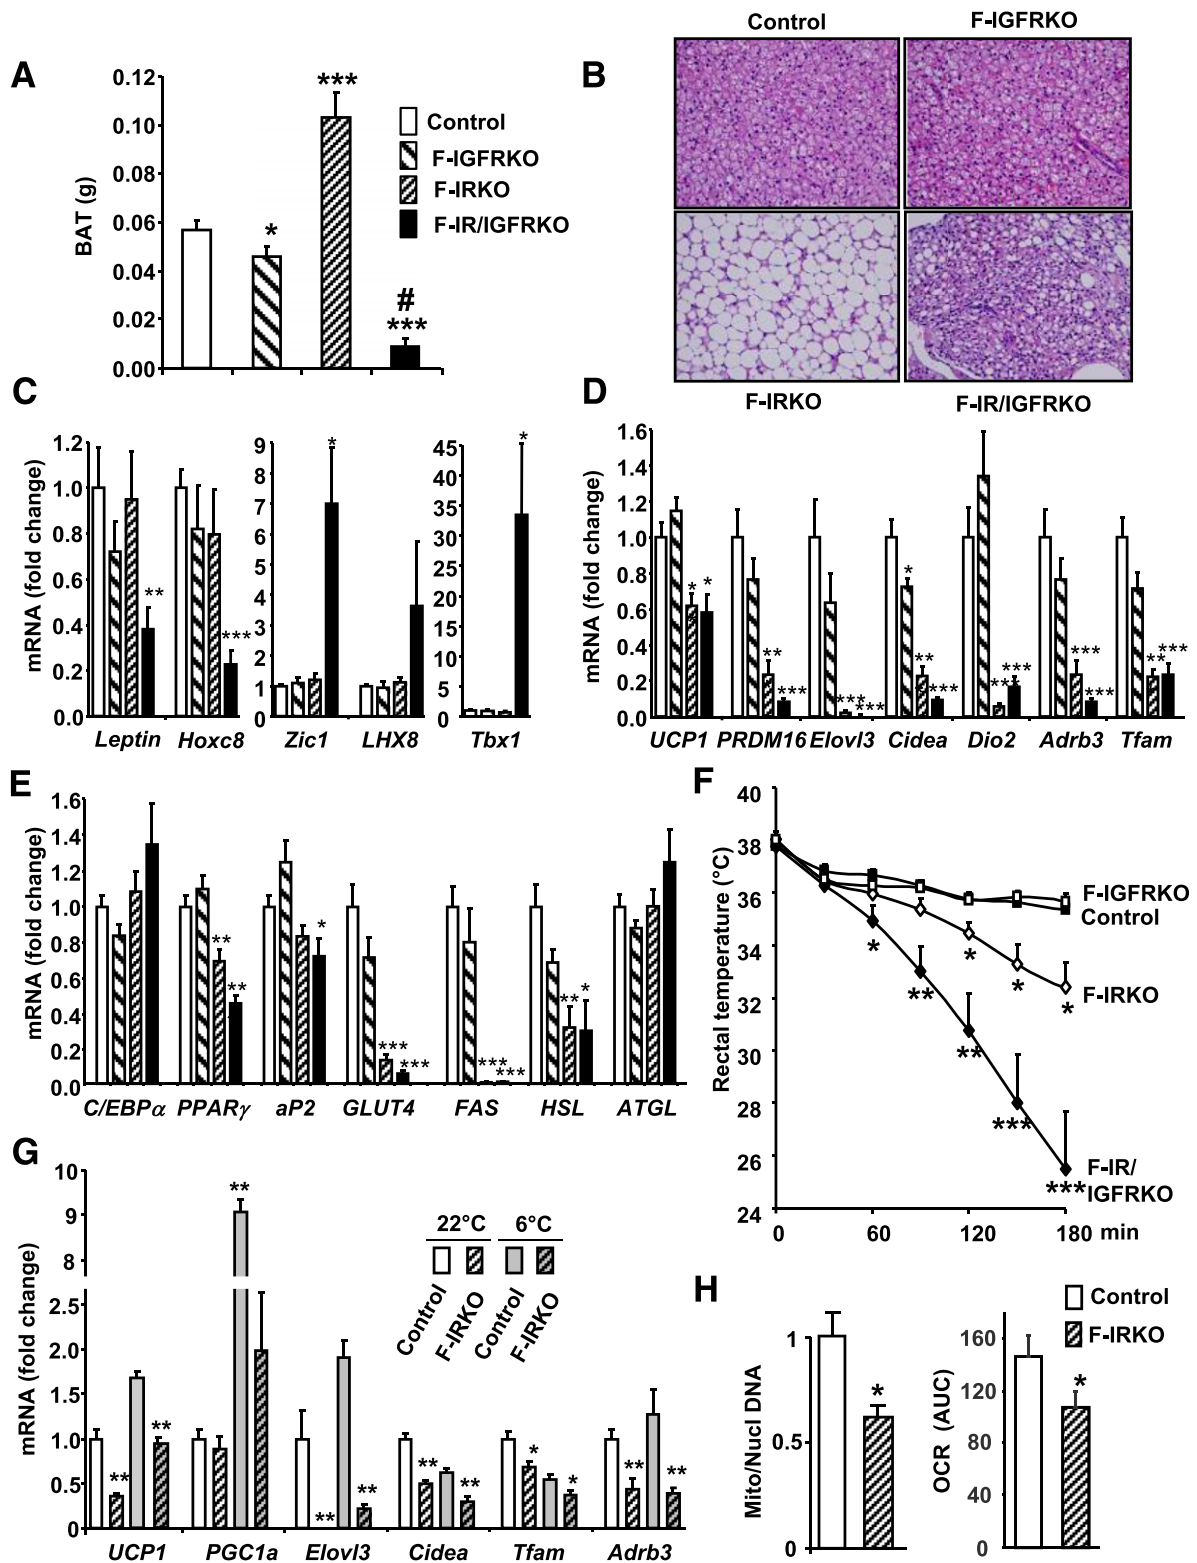 A
0.12
0.10
0.08
0.06
0.04
0.02
0.00
BAT (g)
***
*
#
***
Control
F-IGFRKO
F-IRKO
F-IR/IGFRKO
B
Control
F-IGFRKO
F-IRKO
F-IR/IGFRKO
C
mRNA (fold change)
1.2
1.0
0.8
0.6
0.4
0.2
0.0
**
***
Leptin
Hoxc8
9
8
7
6
5
4
3
2
1
0
*
Zic1
LHX8
45
40
35
30
25
20
15
10
5
0
*
Tbx1
D
mRNA (fold change)
1.6
1.4
1.2
1.0
0.8
0.6
0.4
0.2
0.0
*
*
**
***
***
***
*
**
***
***
***
***
***
**
***
UCP1
PRDM16
Elovl3
Cidea
Dio2
Adrb3
Tfam
E
mRNA (fold change)
1.6
1.4
1.2
1.0
0.8
0.6
0.4
0.2
0.0
**
**
*
***
***
***
***
**
*
C/EBPα
PPARγ
aP2
GLUT4
FAS
HSL
ATGL
F
Rectal temperature (°C)
40
38
36
34
32
30
28
26
24
0
60
120
180
min
F-IGFRKO
Control
F-IRKO
F-IR/
IGFRKO
*
**
**
***
***
*
*
*
G
mRNA (fold change)
10
9
8
2.5
2.0
1.5
1.0
0.5
0
22°C
6°C
Control
F-IRKO
Control
F-IRKO
**
**
**
**
**
**
**
*
*
**
**
UCP1
PGC1a
Elovl3
Cidea
Tfam
Adrb3
H
Mito/Nucl DNA
1
0.5
0
*
OCR (AUC)
160
120
80
40
0
*
Control
F-IRKO